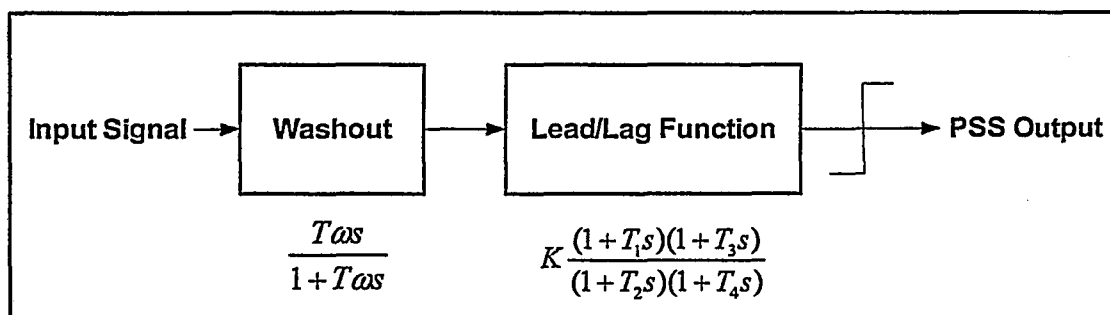 Input Signal
Washout
Lead/Lag Function
PSS Output
Tωs
1+Tωs
K (1+T₁s)(1+T₃s)
(1+T₂s)(1+T₄s)